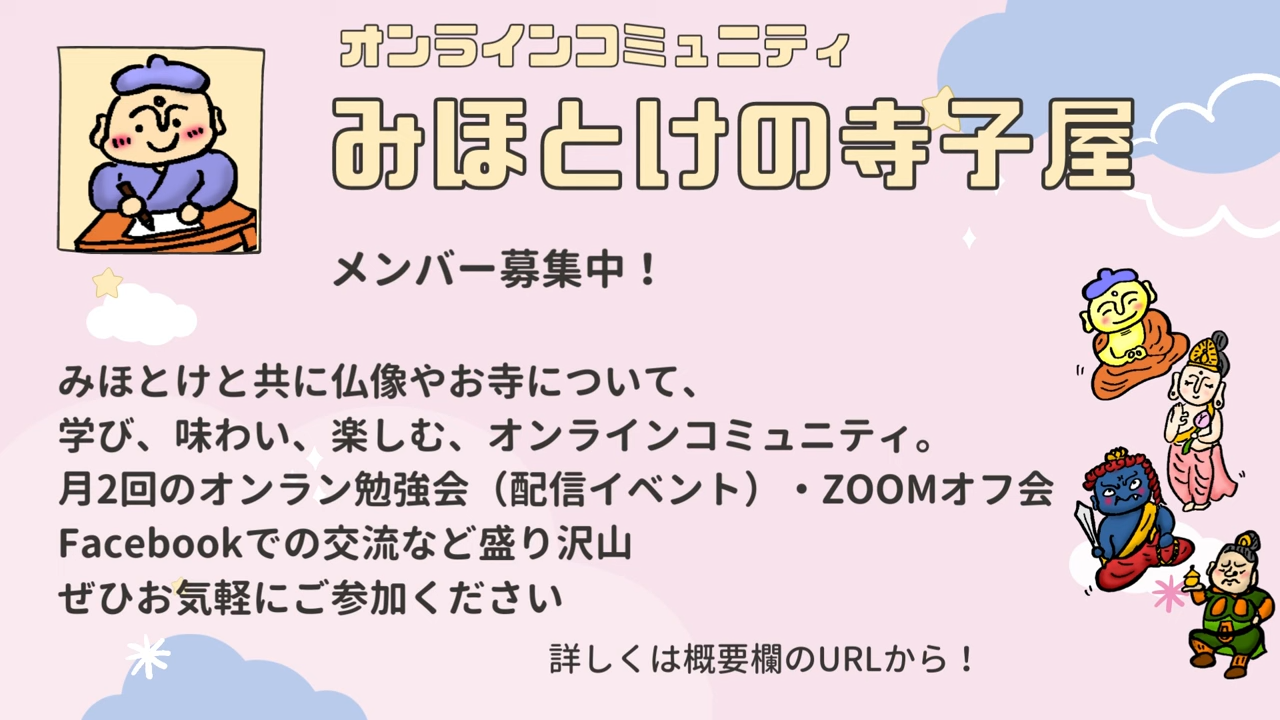 オンラインコミュニティ
みほとけの寺子屋
メンバー募集中！
みほとけと共に仏像やお寺について、
学び、味わい、楽しむ、オンラインコミュニティ。
月2回のオンラン勉強会（配信イベント）・ZOOMオフ会
Facebookでの交流など盛り沢山
ぜひお気軽にご参加ください
詳しくは概要欄のURLから！